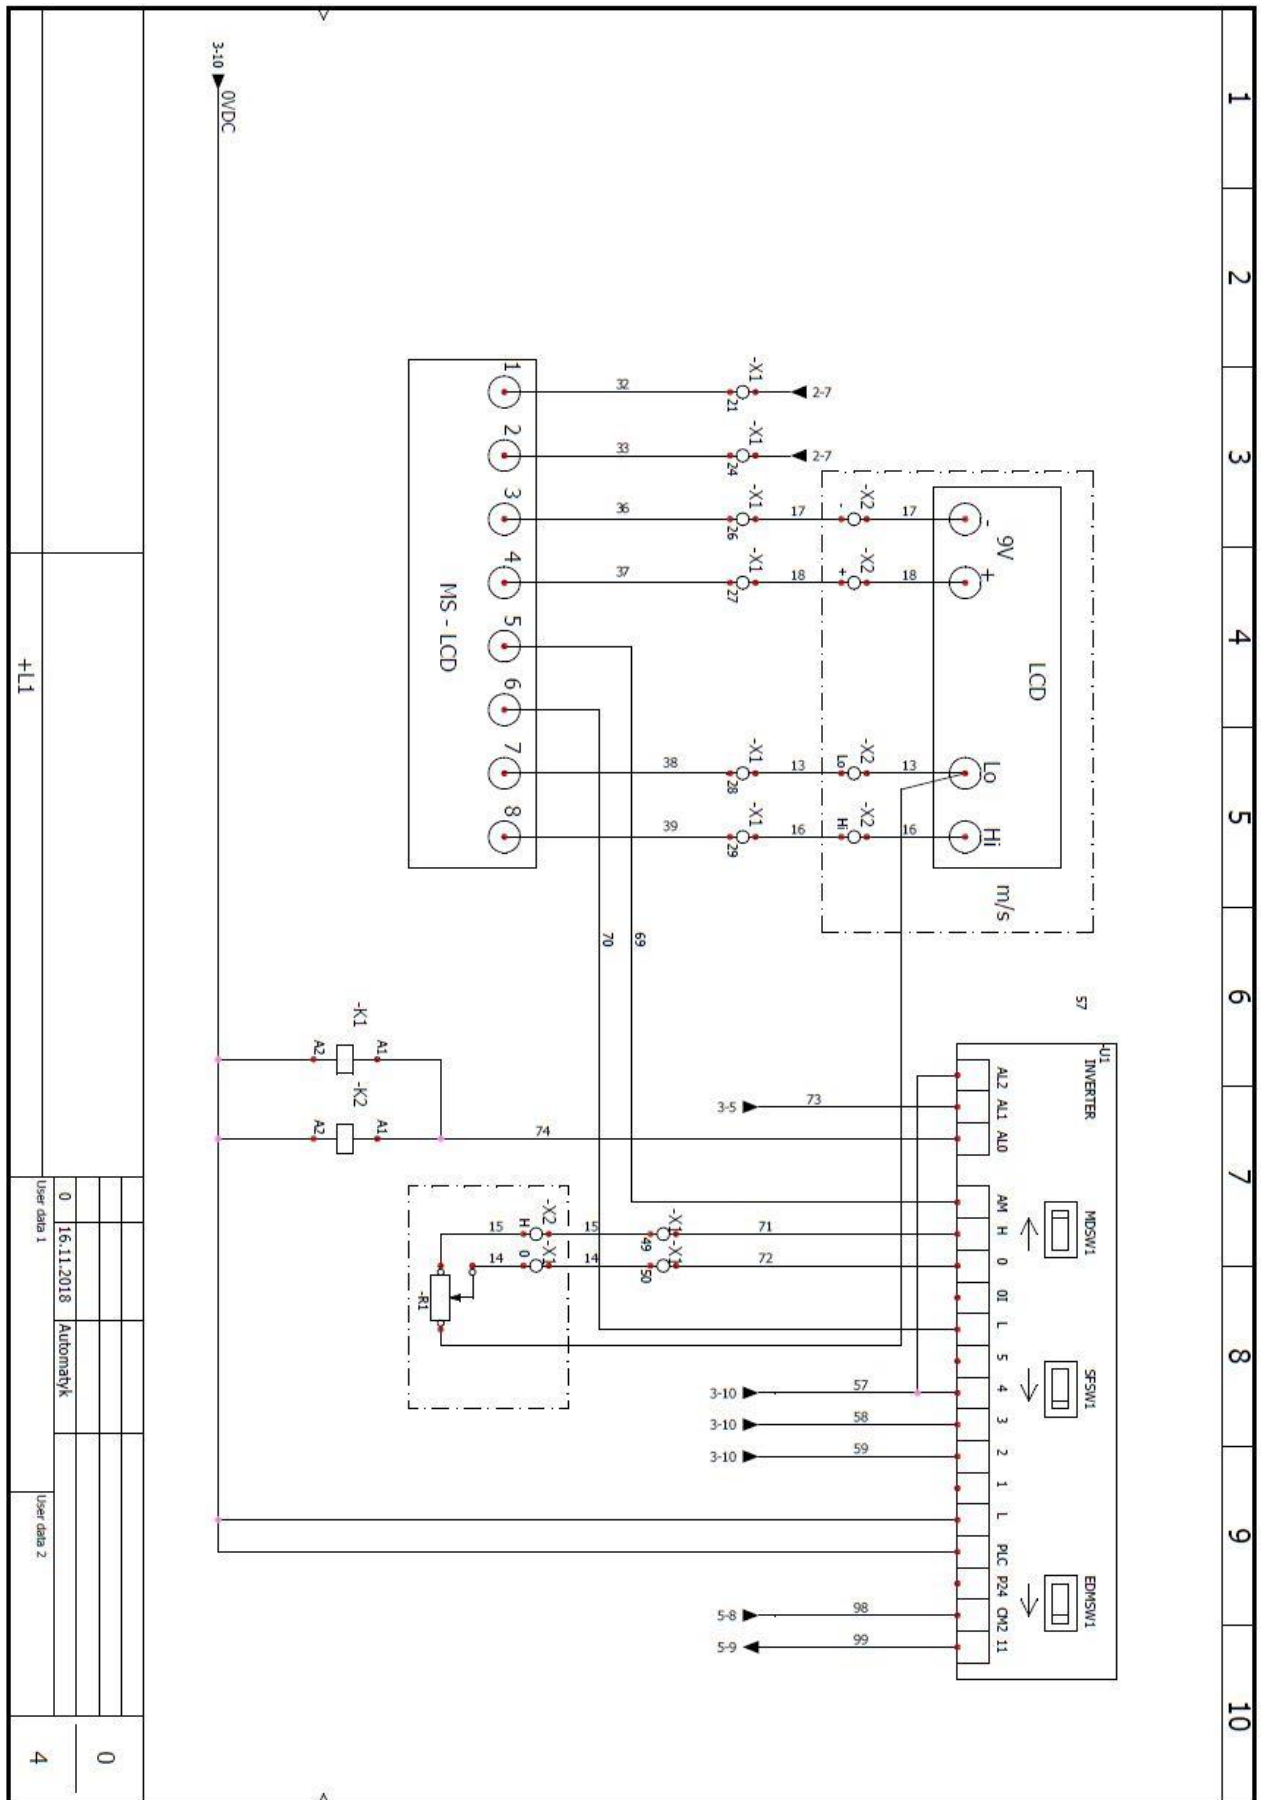 1 2 3 4 5 6 7 8 9 10
57
-U1
INVERTER
MDSW1 SFSW1 EDMSW1
AL2 AL1 AL0 AM H O OI L 5 4 3 2 1 L PLC P24 CM2 11
LCD
9V
m/s
- + Lo Hi
17 18 13 16
-X2 -X2 -X2 -X2
- + Lo Hi
2-7 2-7 17 18 13 16
-X1 -X1 -X1 -X1 -X1 -X1
21 24 26 27 28 29
3-5 73
71 72
3-10 57
3-10 58
3-10 59
5-8 98
5-9 99
-X1 -X1
49 50
32 33 36 37 38 39
69
70
74
15 14
-X2 -X1
H 0
15 14
-R1
1 2 3 4 5 6 7 8
MS - LCD
-K1 -K2
A1 A1
A2 A2
3-10 0VDC
0 16.11.2018 Automatyk
0
+L1
User data 1
User data 2
4